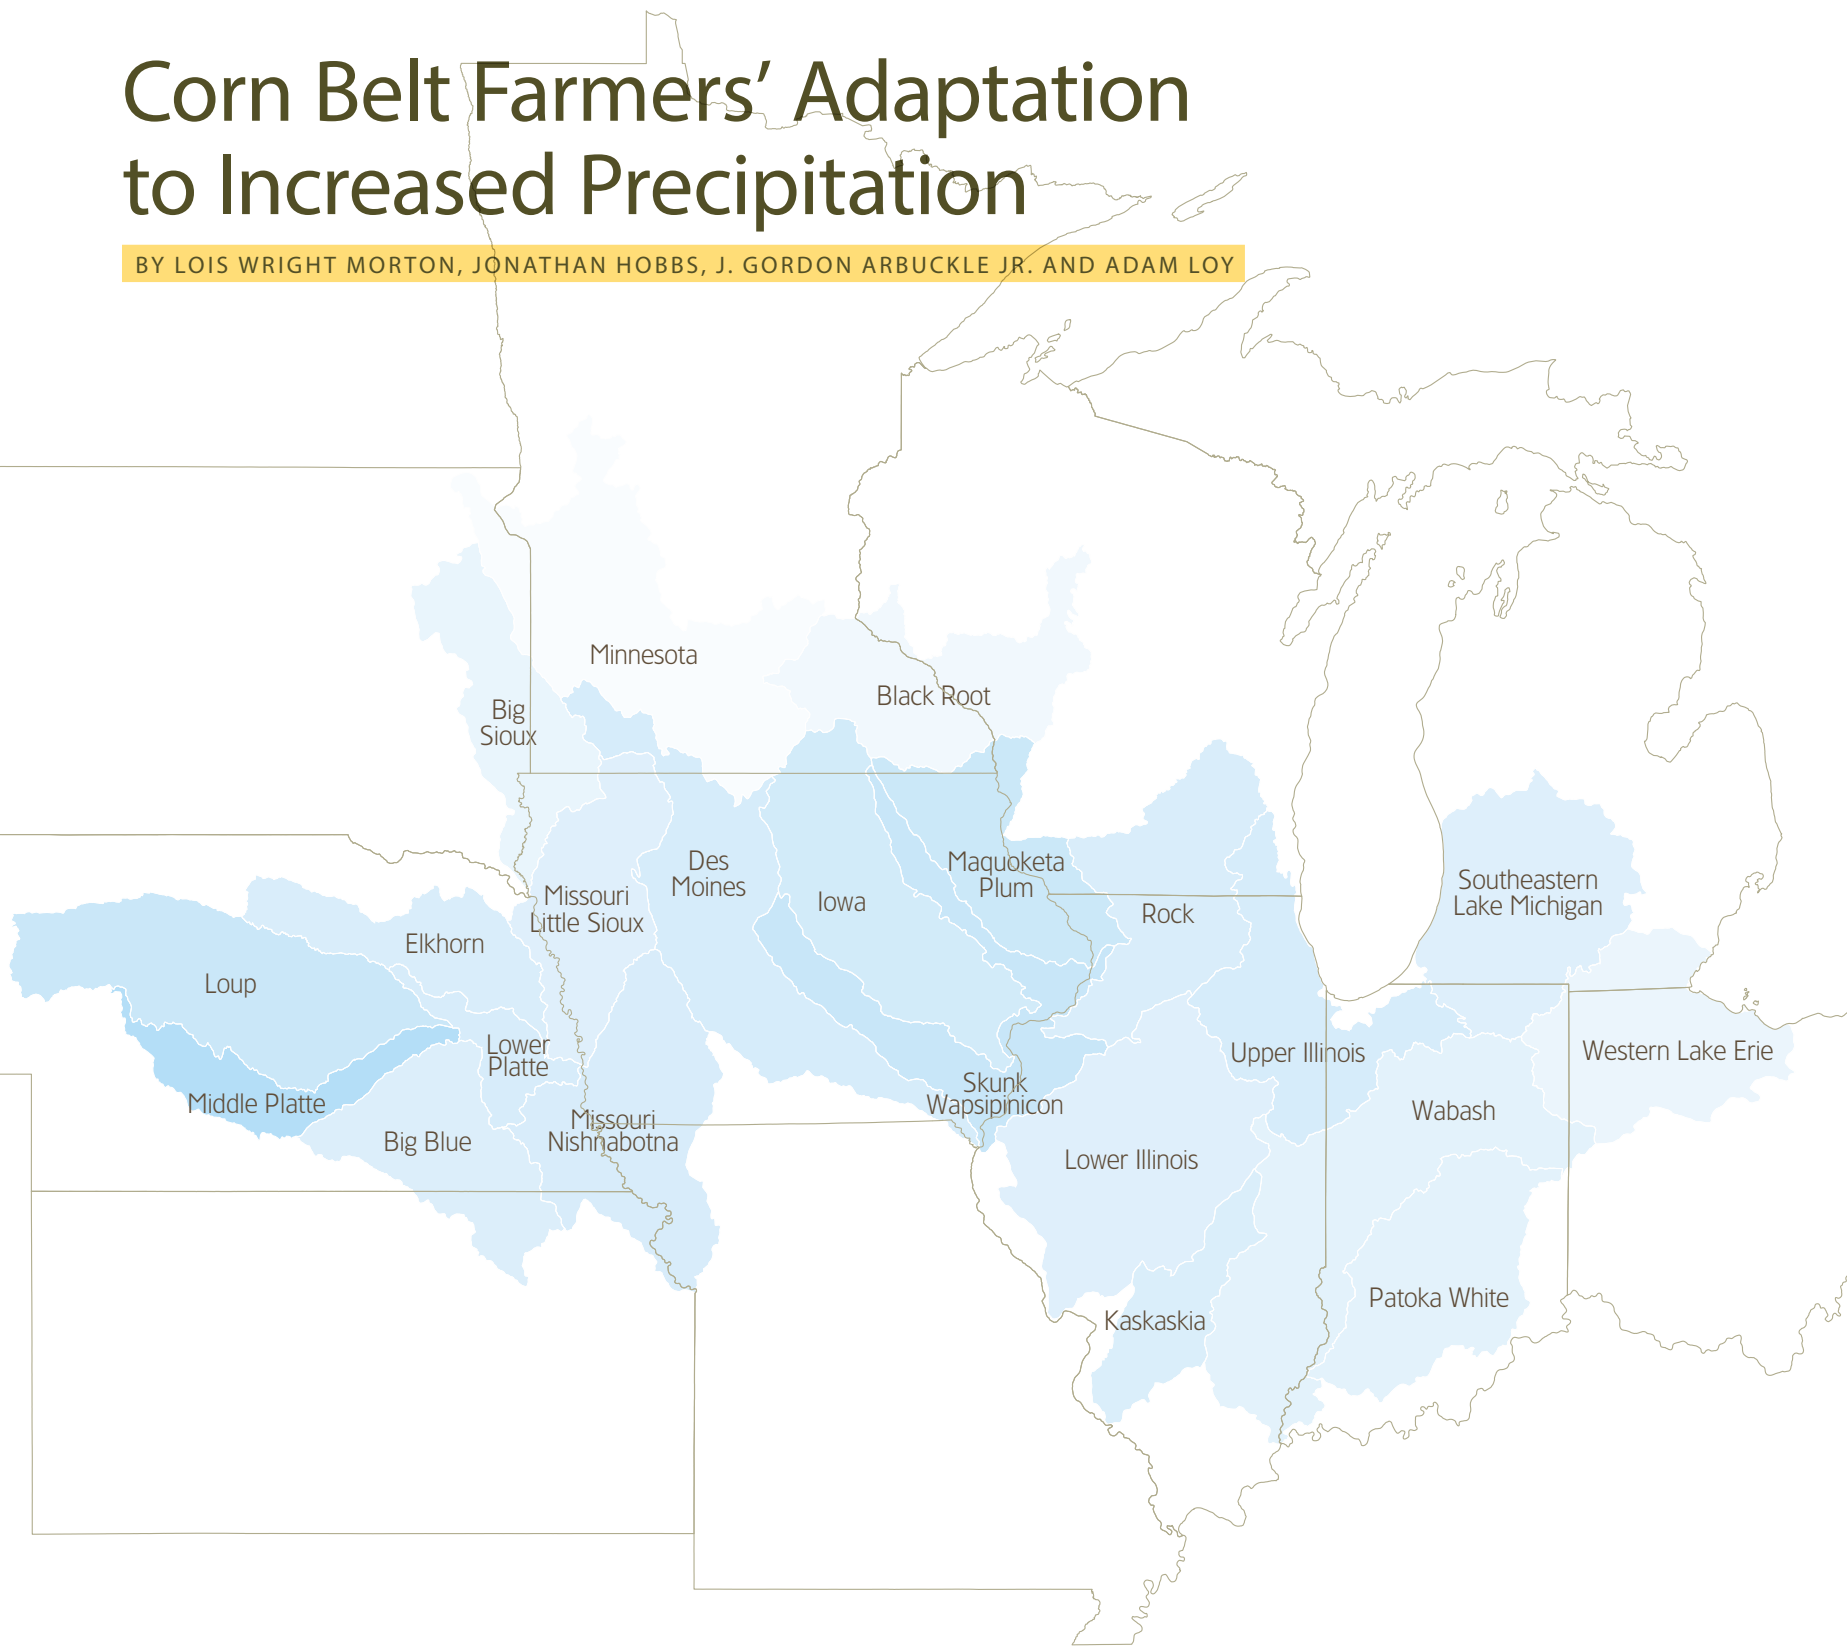 Corn Belt Farmers’ Adaptation
to Increased Precipitation
BY LOIS WRIGHT MORTON, JONATHAN HOBBS, J. GORDON ARBUCKLE JR. AND ADAM LOY
Minnesota
Black Root
Big
Sioux
Des
Moines
Maquoketa
Plum
Southeastern
Lake Michigan
Missouri
Little Sioux
Iowa
Rock
Elkhorn
Loup
Lower
Platte
Upper Illinois
Western Lake Erie
Middle Platte
Skunk
Wapsipinicon
Wabash
Big Blue
Missouri
Nishnabotna
Lower Illinois
Patoka White
Kaskaskia